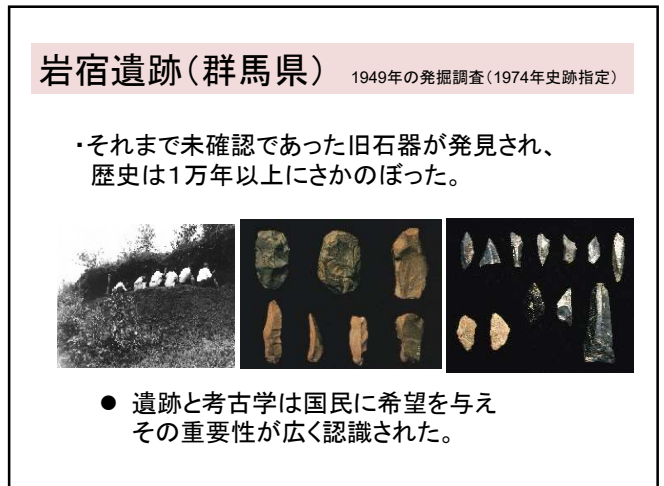 岩宿遺跡(群馬県) 1949年の発掘調査(1974年史跡指定)
・それまで未確認であった旧石器が発見され、
歴史は1万年以上にさかのぼった。
● 遺跡と考古学は国民に希望を与え
その重要性が広く認識された。